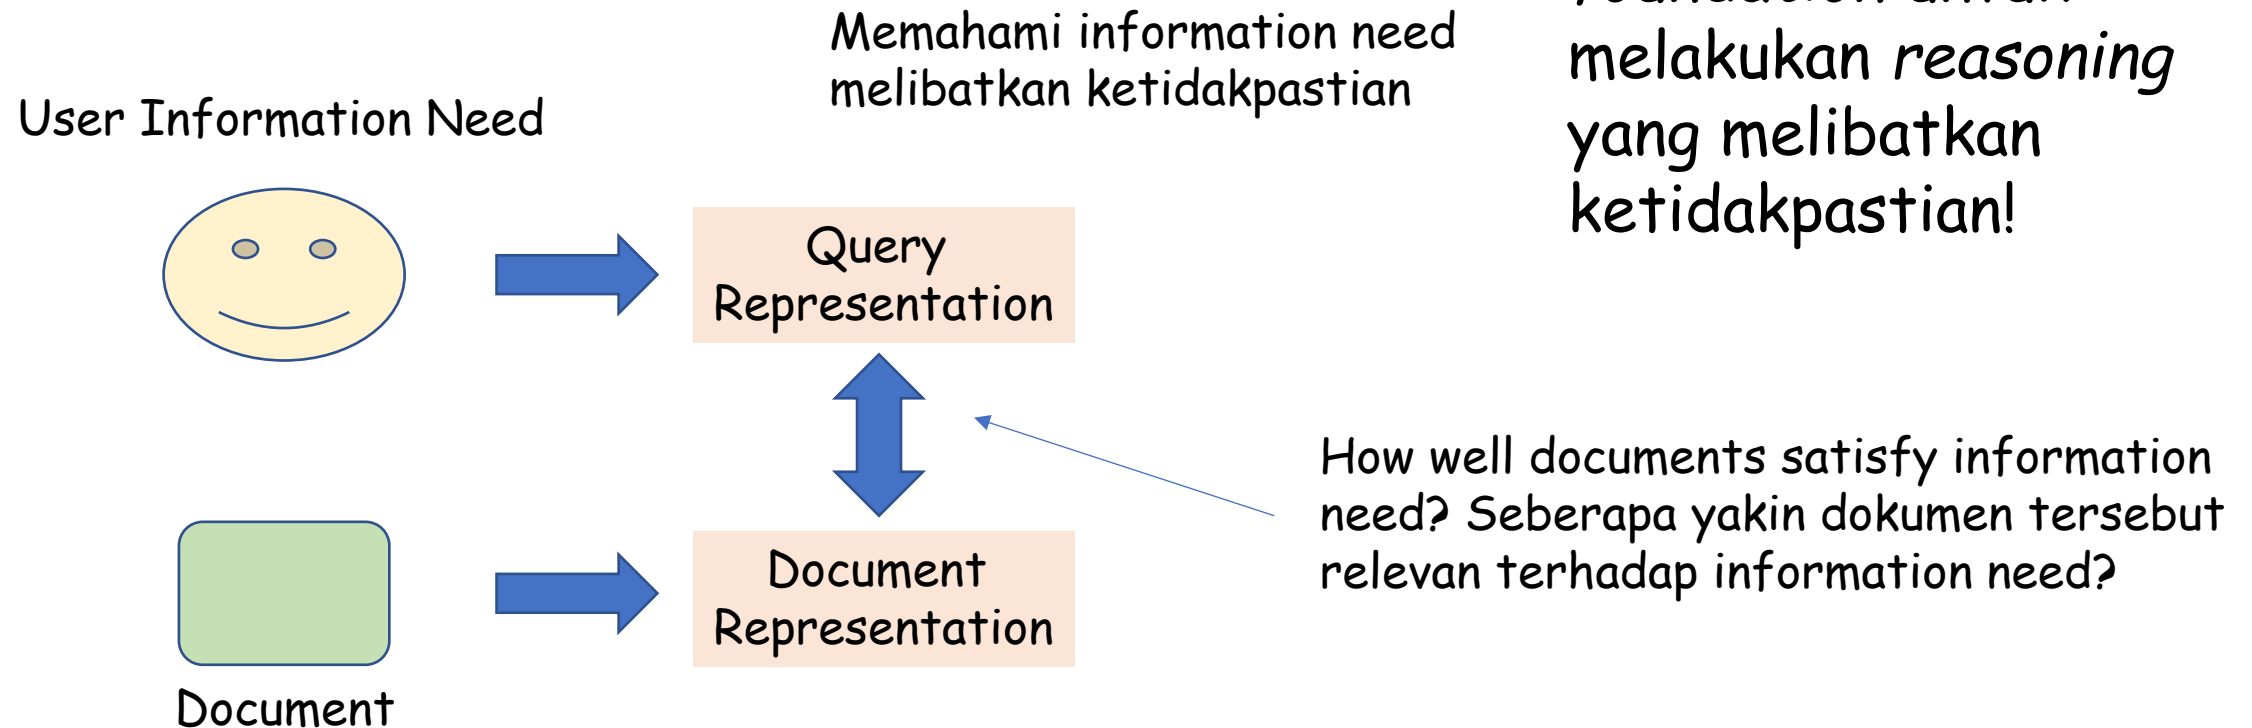 Memahami information need
melibatkan ketidakpastian
melakukan reasoning
yang melibatkan
ketidakpastian!
User Information Need
Query
Representation
How well documents satisfy information
need? Seberapa yakin dokumen tersebut
relevan terhadap information need?
Document
Representation
Document